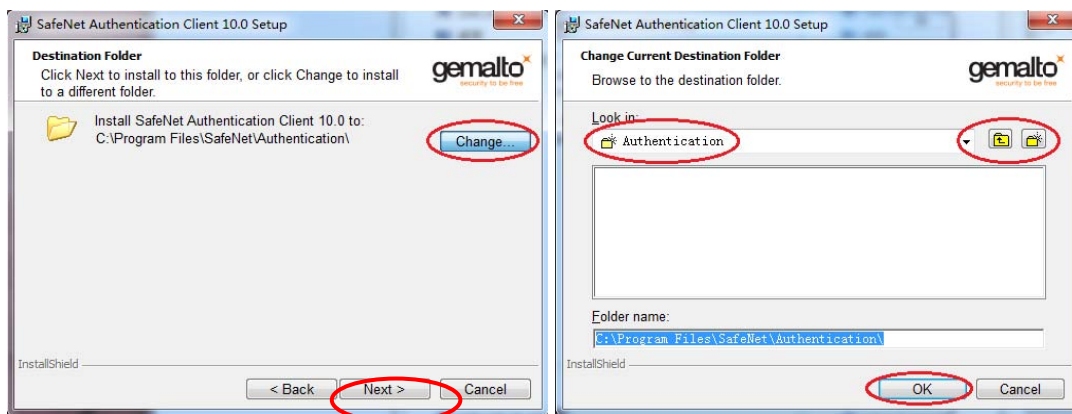 SafeNet Authentication Client 10.0 Setup
Destination Folder
Click Next to install to this folder, or click Change to install
to a different folder.
gemalto
security to be free
Install SafeNet Authentication Client 10.0 to:
C:\Program Files\SafeNet\Authentication\
Change...
InstallShield
< Back
Next >
Cancel
SafeNet Authentication Client 10.0 Setup
Change Current Destination Folder
Browse to the destination folder.
gemalto
security to be free
Look in:
Authentication
Folder name:
C:\Program Files\SafeNet\Authentication\
InstallShield
OK
Cancel